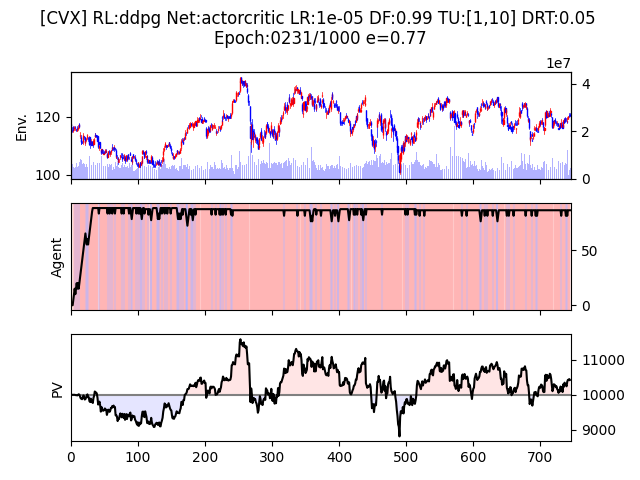 [CVX] RL:ddpg Net:actorcritic LR:1e-05 DF:0.99 TU:[1,10] DRT:0.05
Epoch:0231/1000 e=0.77
1e7
Env.
120
100
4
2
0
Agent
50
0
PV
11000
10000
9000
0 100 200 300 400 500 600 700